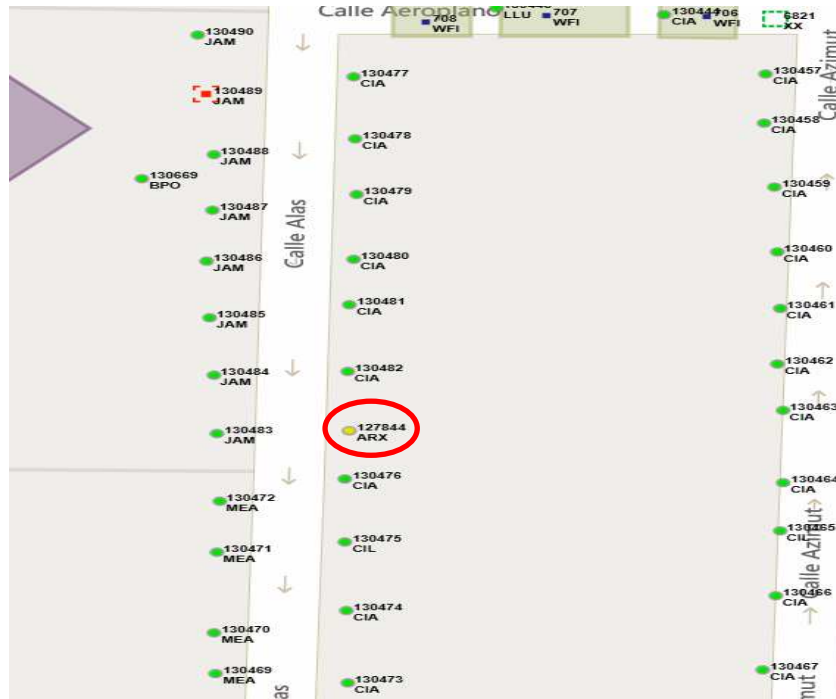 Calle Aeroplano
708
WFI
LLU
707
WFI
CIA
706
WFI
6821
XX
130490
JAM
130489
JAM
130488
JAM
130669
BPO
130487
JAM
130486
JAM
130485
JAM
130484
JAM
130483
JAM
130472
MEA
130471
MEA
130470
MEA
130469
MEA
Calle Alas
as
130477
CIA
130478
CIA
130479
CIA
130480
CIA
130481
CIA
130482
CIA
127844
ARX
130476
CIA
130475
CIL
130474
CIA
130473
CIA
130457
CIA
130458
CIA
130459
CIA
130460
CIA
130461
CIA
130462
CIA
130463
CIA
130464
CIA
130465
CIL
130466
CIA
130467
CIA
Calle Azimut
Calle Azimut
mut